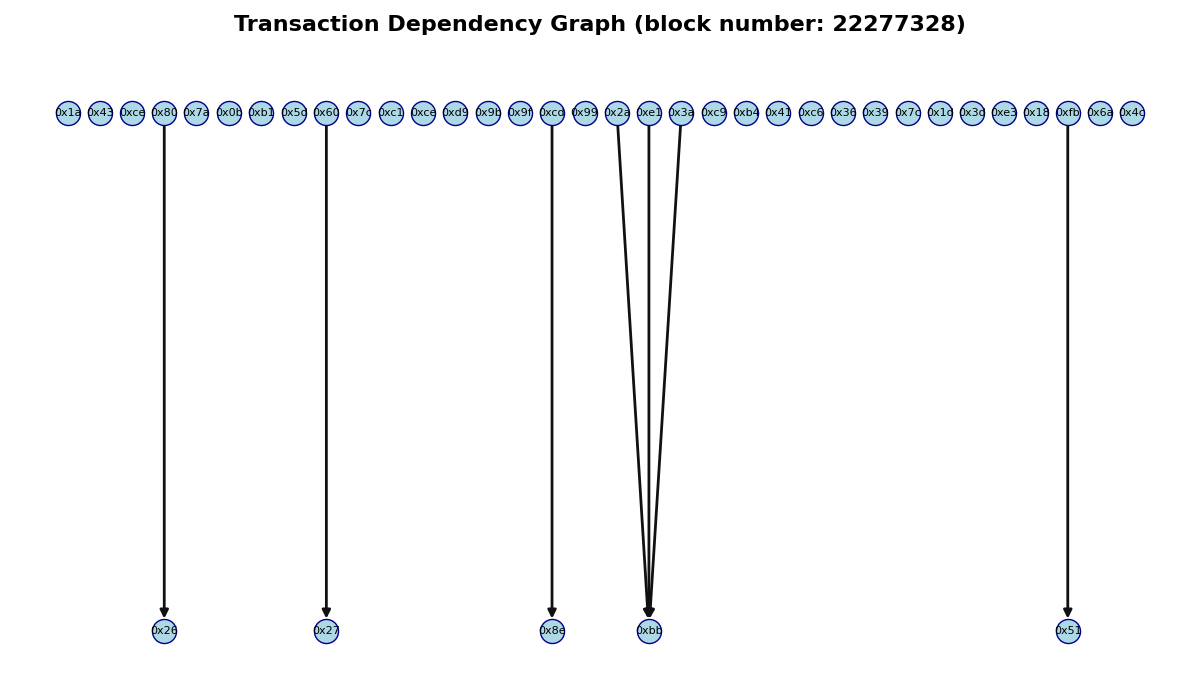 Transaction Dependency Graph (block number: 22277328)
0x1a 0x43 0xce 0x80 0x7a 0x0b 0xb1 0x5d 0x60 0x7c 0xc1 0xce 0xd9 0x9b 0x9f 0xcd 0x99 0x2a 0xe1 0x3a 0xc9 0xb4 0x41 0xc6 0x36 0x39 0x7c 0x1d 0x3d 0xe3 0x18 0xfb 0x6a 0x4c
0x26 0x27 0x8e 0xbb 0x51